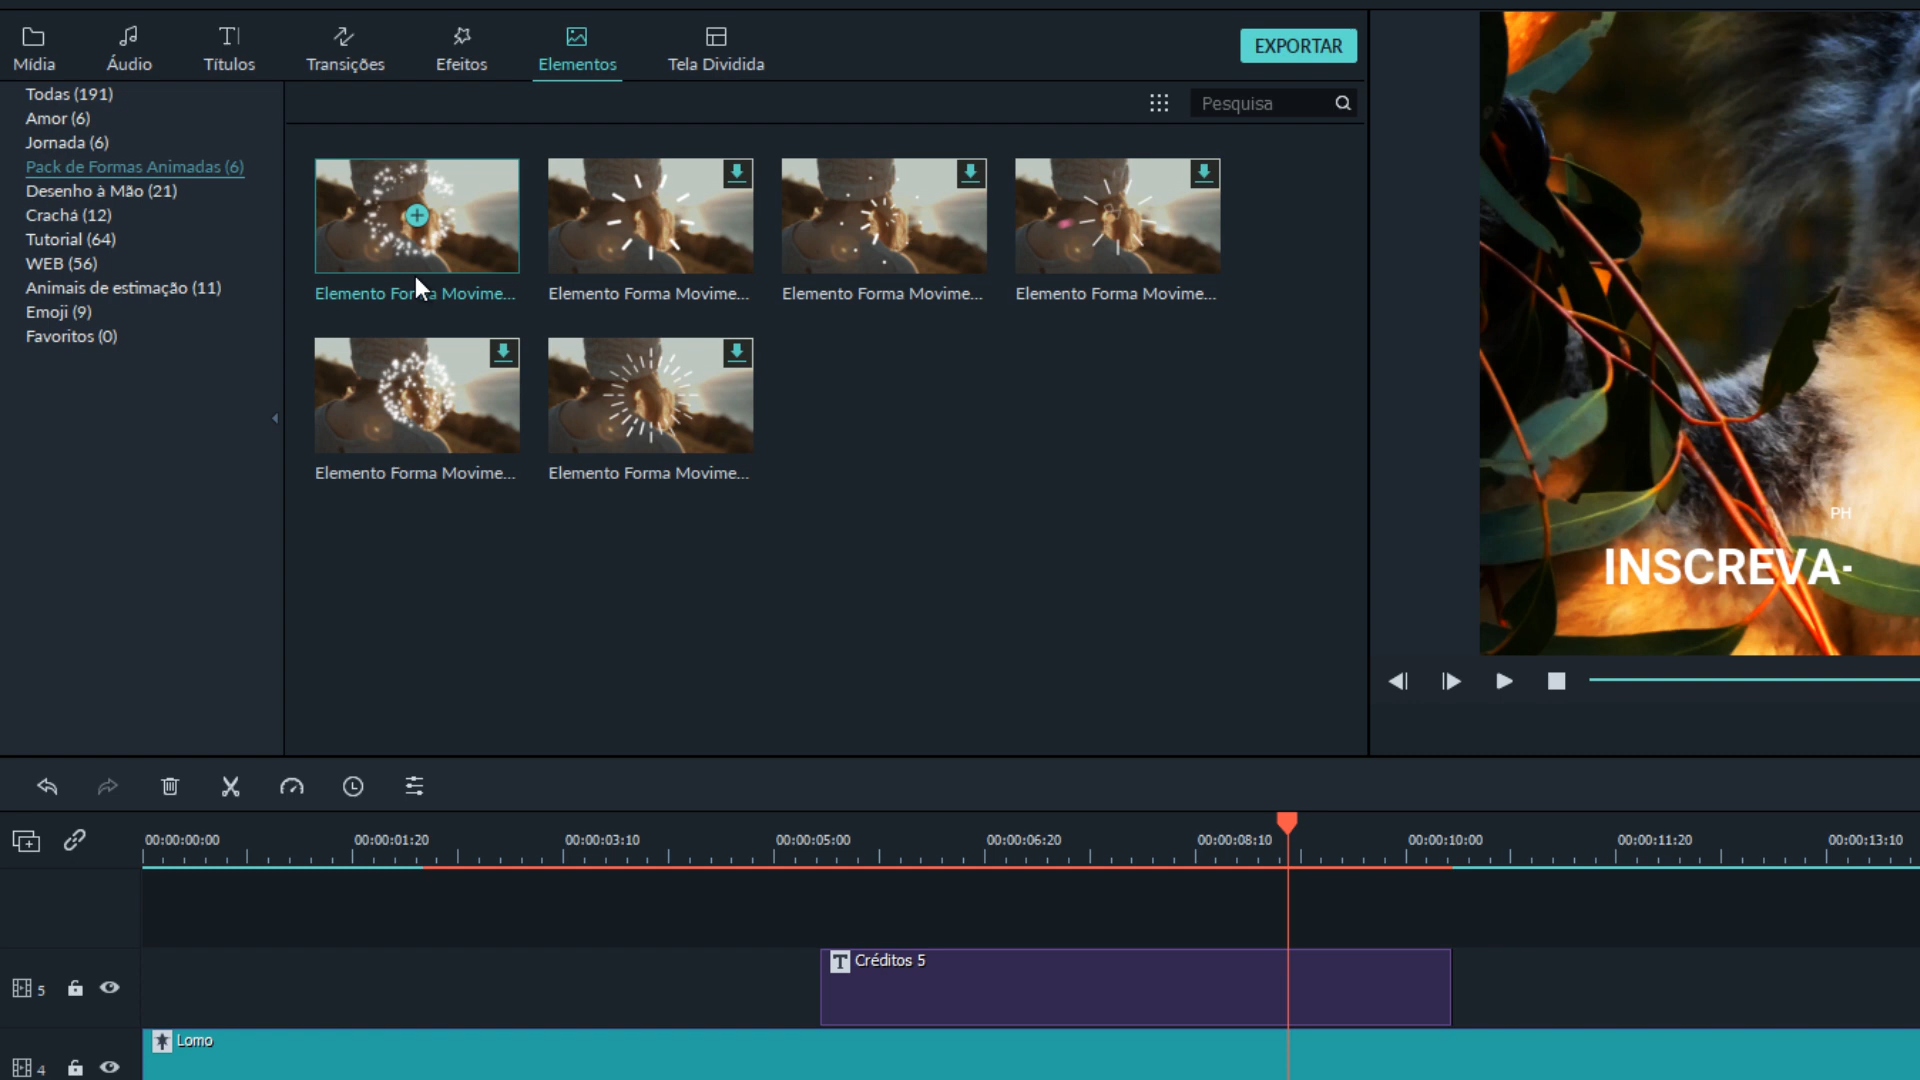 Mídia
Áudio
Títulos
Transições
Efeitos
Elementos
Tela Dividida
EXPORTAR
Todas (191)
Amor (6)
Jornada (6)
Pack de Formas Animadas (6)
Desenho à Mão (21)
Crachá (12)
Tutorial (64)
WEB (56)
Animais de estimação (11)
Emoji (9)
Favoritos (0)
Pesquisa
Elemento Forma Movime...
Elemento Forma Movime...
Elemento Forma Movime...
Elemento Forma Movime...
Elemento Forma Movime...
Elemento Forma Movime...
PH
INSCREVA-
00:00:00:00
00:00:01:20
00:00:03:10
00:00:05:00
00:00:06:20
00:00:08:10
00:00:10:00
00:00:11:20
00:00:13:10
5
T Créditos 5
4
Lomo